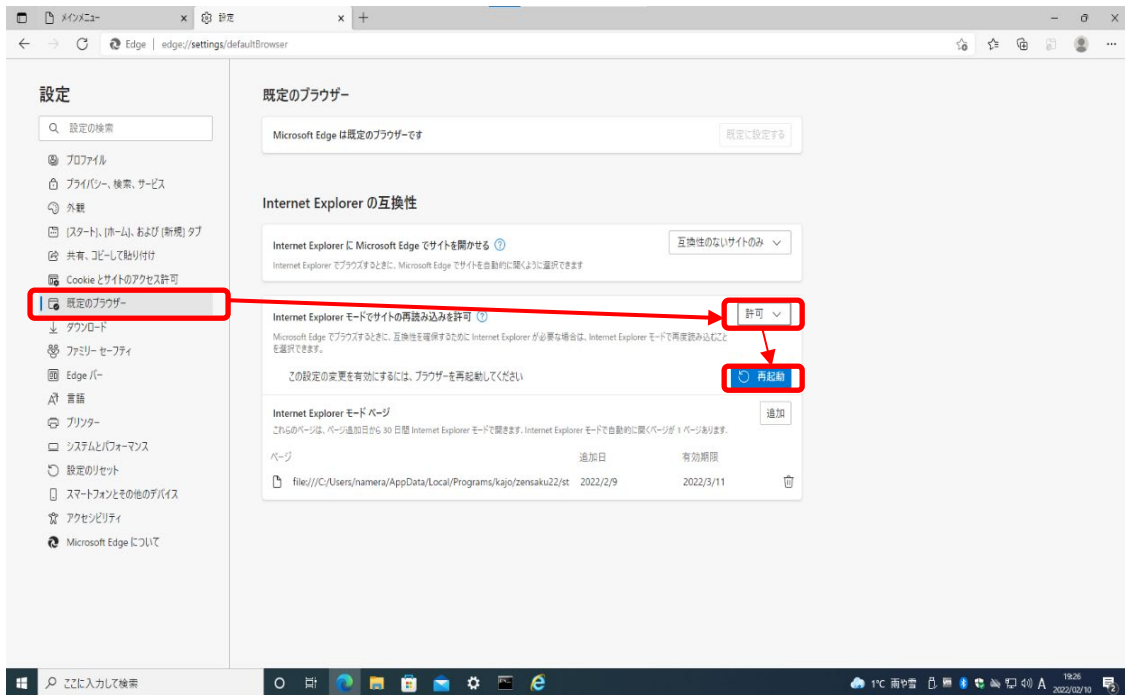 メインメニュー
設定
Edge | edge://settings/defaultBrowser
設定
設定の検索
プロファイル
プライバシー、検索、サービス
外観
[スタート]、[ホーム]、および [新規] タブ
共有、コピーして貼り付け
Cookie とサイトのアクセス許可
既定のブラウザー
ダウンロード
ファミリー セーフティ
Edge バー
言語
プリンター
システムとパフォーマンス
設定のリセット
スマートフォンとその他のデバイス
アクセシビリティ
Microsoft Edge について
既定のブラウザー
Microsoft Edge は既定のブラウザーです
既定に設定する
Internet Explorer の互換性
Internet Explorer に Microsoft Edge でサイトを開かせる
互換性のないサイトのみ
Internet Explorer でブラウズするときに、Microsoft Edge でサイトを自動的に開くように選択できます
Internet Explorer モードでサイトの再読み込みを許可
許可
Microsoft Edge でブラウズするときに、互換性を確保するために Internet Explorer が必要な場合は、Internet Explorer モードで再度読み込むこと
を選択できます。
この設定の変更を有効にするには、ブラウザーを再起動してください
再起動
Internet Explorer モード ページ
追加
これらのページは、ページ追加日から 30 日間 Internet Explorer モードで開きます。Internet Explorer モードで自動的に開くページが 1 ページあります.
ページ 追加日 有効期限
file:///C:/Users/namera/AppData/Local/Programs/kajo/zensaku22/st 2022/2/9 2022/3/11
ここに入力して検索
1°C 雨や雪
A
19:26
2022/02/10
2